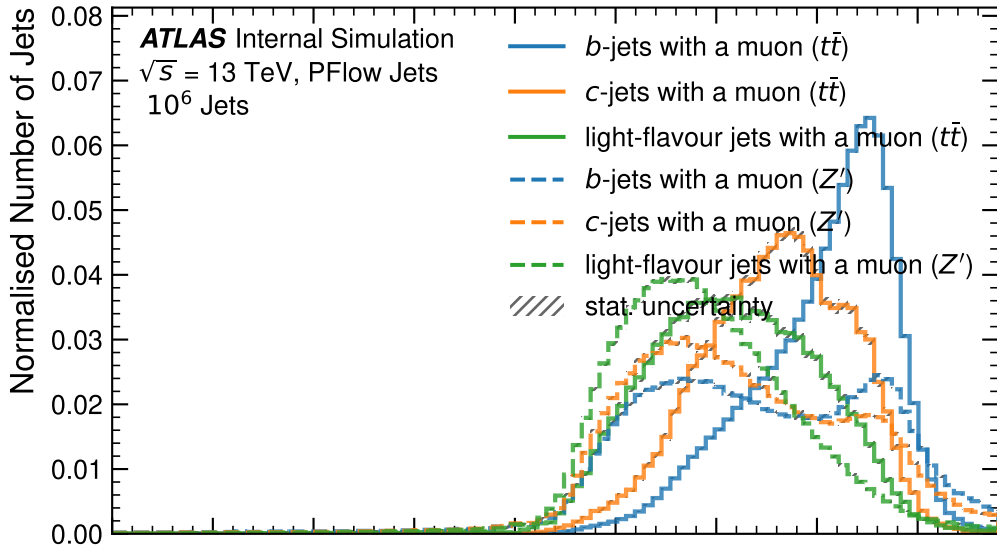 Normalised Number of Jets
0.08
0.07
0.06
0.05
0.04
0.03
0.02
0.01
0.00
ATLAS Internal Simulation
√s = 13 TeV, PFlow Jets
10⁶ Jets
b-jets with a muon (tt̄)
c-jets with a muon (tt̄)
light-flavour jets with a muon (tt̄)
b-jets with a muon (Z′)
c-jets with a muon (Z′)
light-flavour jets with a muon (Z′)
stat. uncertainty